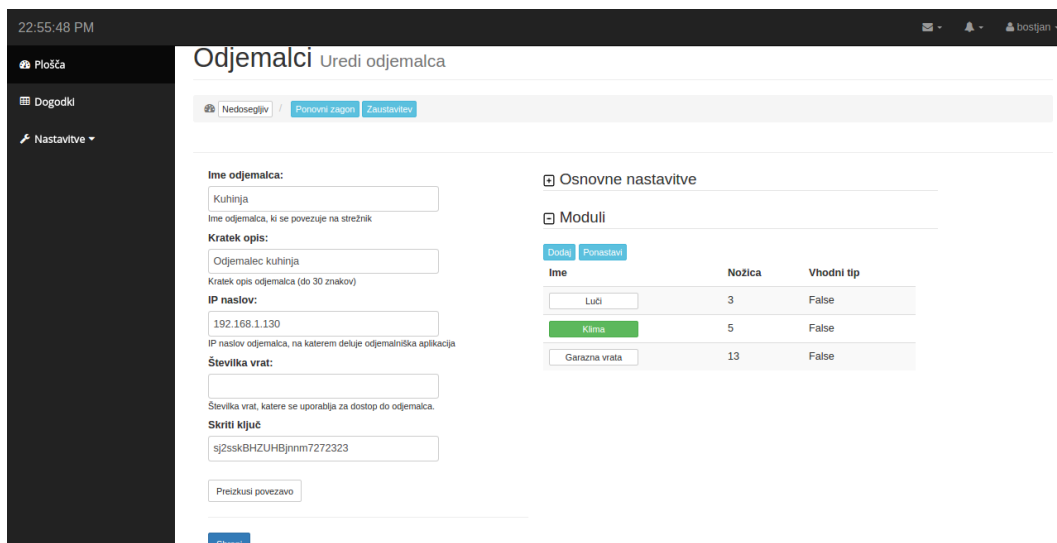 22:55:48 PM
bostjan
Plošča
Dogodki
Nastavitve
Odjemalci Uredi odjemalca
Nedosegljiv / Ponovni zagon Zaustavitev
Ime odjemalca:
Kuhinja
Ime odjemalca, ki se povezuje na strežnik
Kratek opis:
Odjemalec kuhinja
Kratek opis odjemalca (do 30 znakov)
IP naslov:
192.168.1.130
IP naslov odjemalca, na katerem deluje odjemalniška aplikacija
Številka vrat:
Številka vrat, katere se uporablja za dostop do odjemalca.
Skriti ključ
sj2sskBHZUHBjnnm7272323
Preizkusi povezavo
Osnovne nastavitve
Moduli
Dodaj Ponastavi
Ime Nožica Vhodni tip
Luči 3 False
Klima 5 False
Garazna vrata 13 False